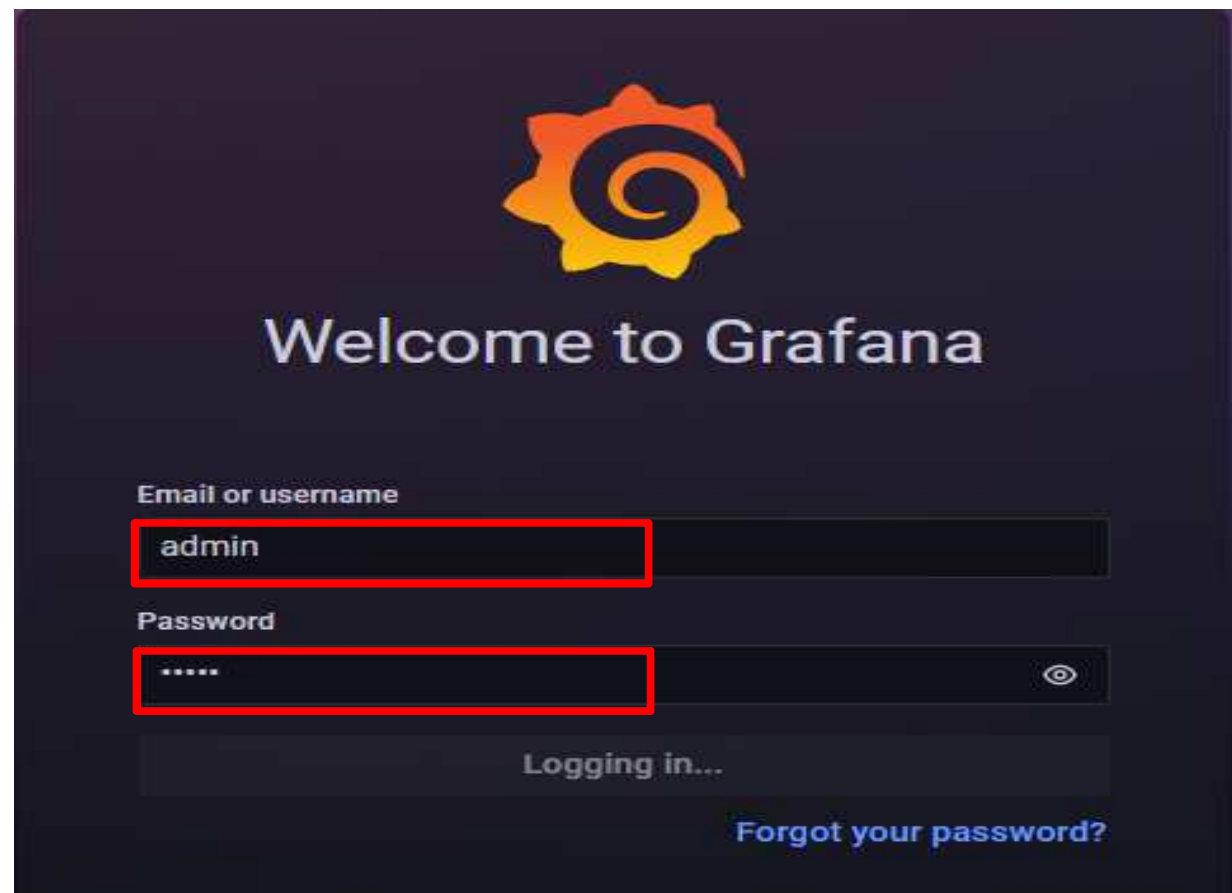 Welcome to Grafana
Email or username
admin
Password
•••••
Logging in...
Forgot your password?